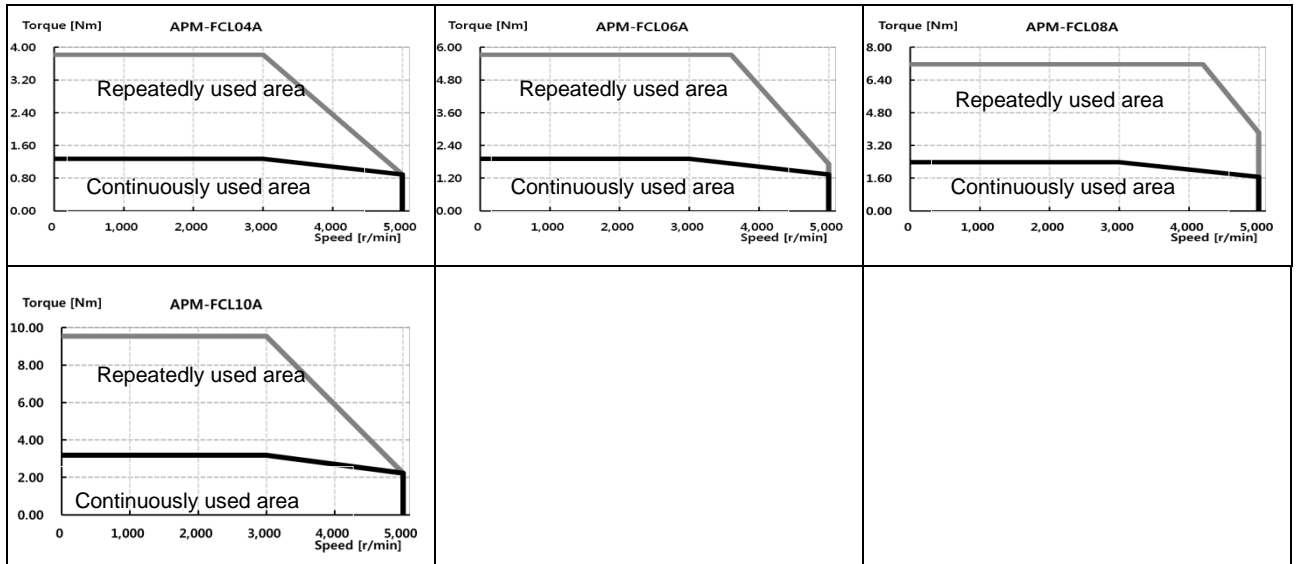 Torque [Nm] APM-FCL04A
4.00
3.20
Repeatedly used area
2.40
1.60
0.80
Continuously used area
0.00
0 1,000 2,000 3,000 4,000 5,000
Speed [r/min]
Torque [Nm] APM-FCL06A
6.00
4.80
Repeatedly used area
3.60
2.40
1.20
Continuously used area
0.00
0 1,000 2,000 3,000 4,000 5,000
Speed [r/min]
Torque [Nm] APM-FCL08A
8.00
6.40
Repeatedly used area
4.80
3.20
1.60
Continuously used area
0.00
0 1,000 2,000 3,000 4,000 5,000
Speed [r/min]
Torque [Nm] APM-FCL10A
10.00
8.00
Repeatedly used area
6.00
4.00
2.00
Continuously used area
0.00
0 1,000 2,000 3,000 4,000 5,000
Speed [r/min]